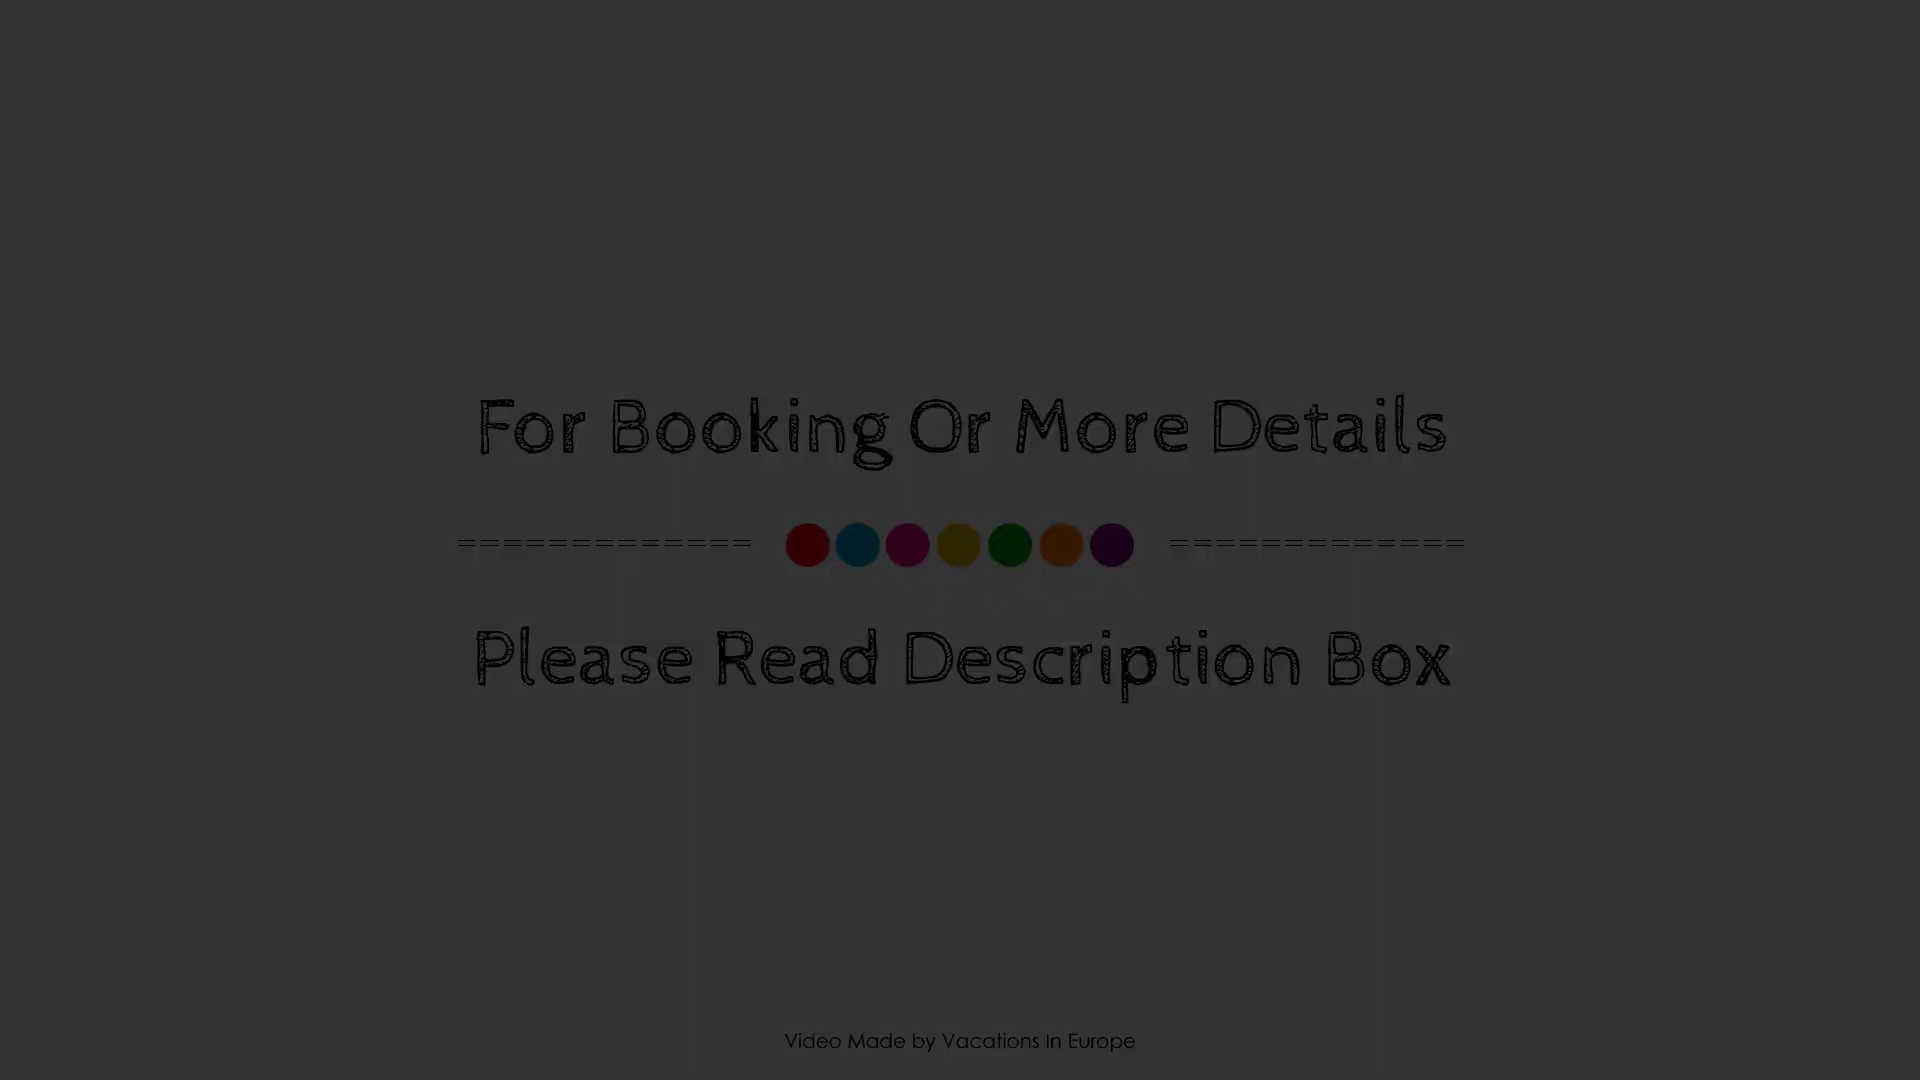 For Booking Or More Details
============= =============
Please Read Description Box
Video Made by Vacations In Europe